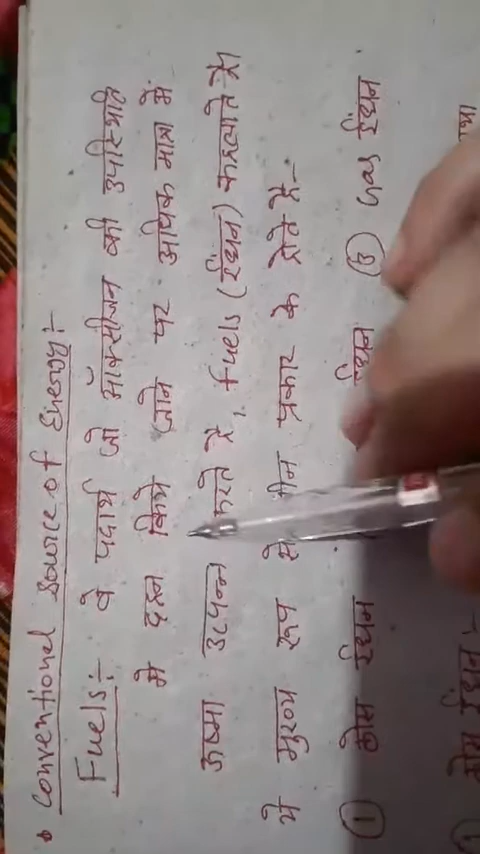 • Conventional Source of Energy:-
Fuels:- वे पदार्थ जो ऑक्सीजन की उपस्थिति
में दहन किये जाने पर अधिक मात्रा में
ऊष्मा उत्पन्न करते है, Fuels (ईंधन) कहलाते है।
ये मुख्य रूप से तीन प्रकार के होते है-
① ठोस ईंधन ईंधन ③ Gas ईंधन
ठोस ईंधन:-